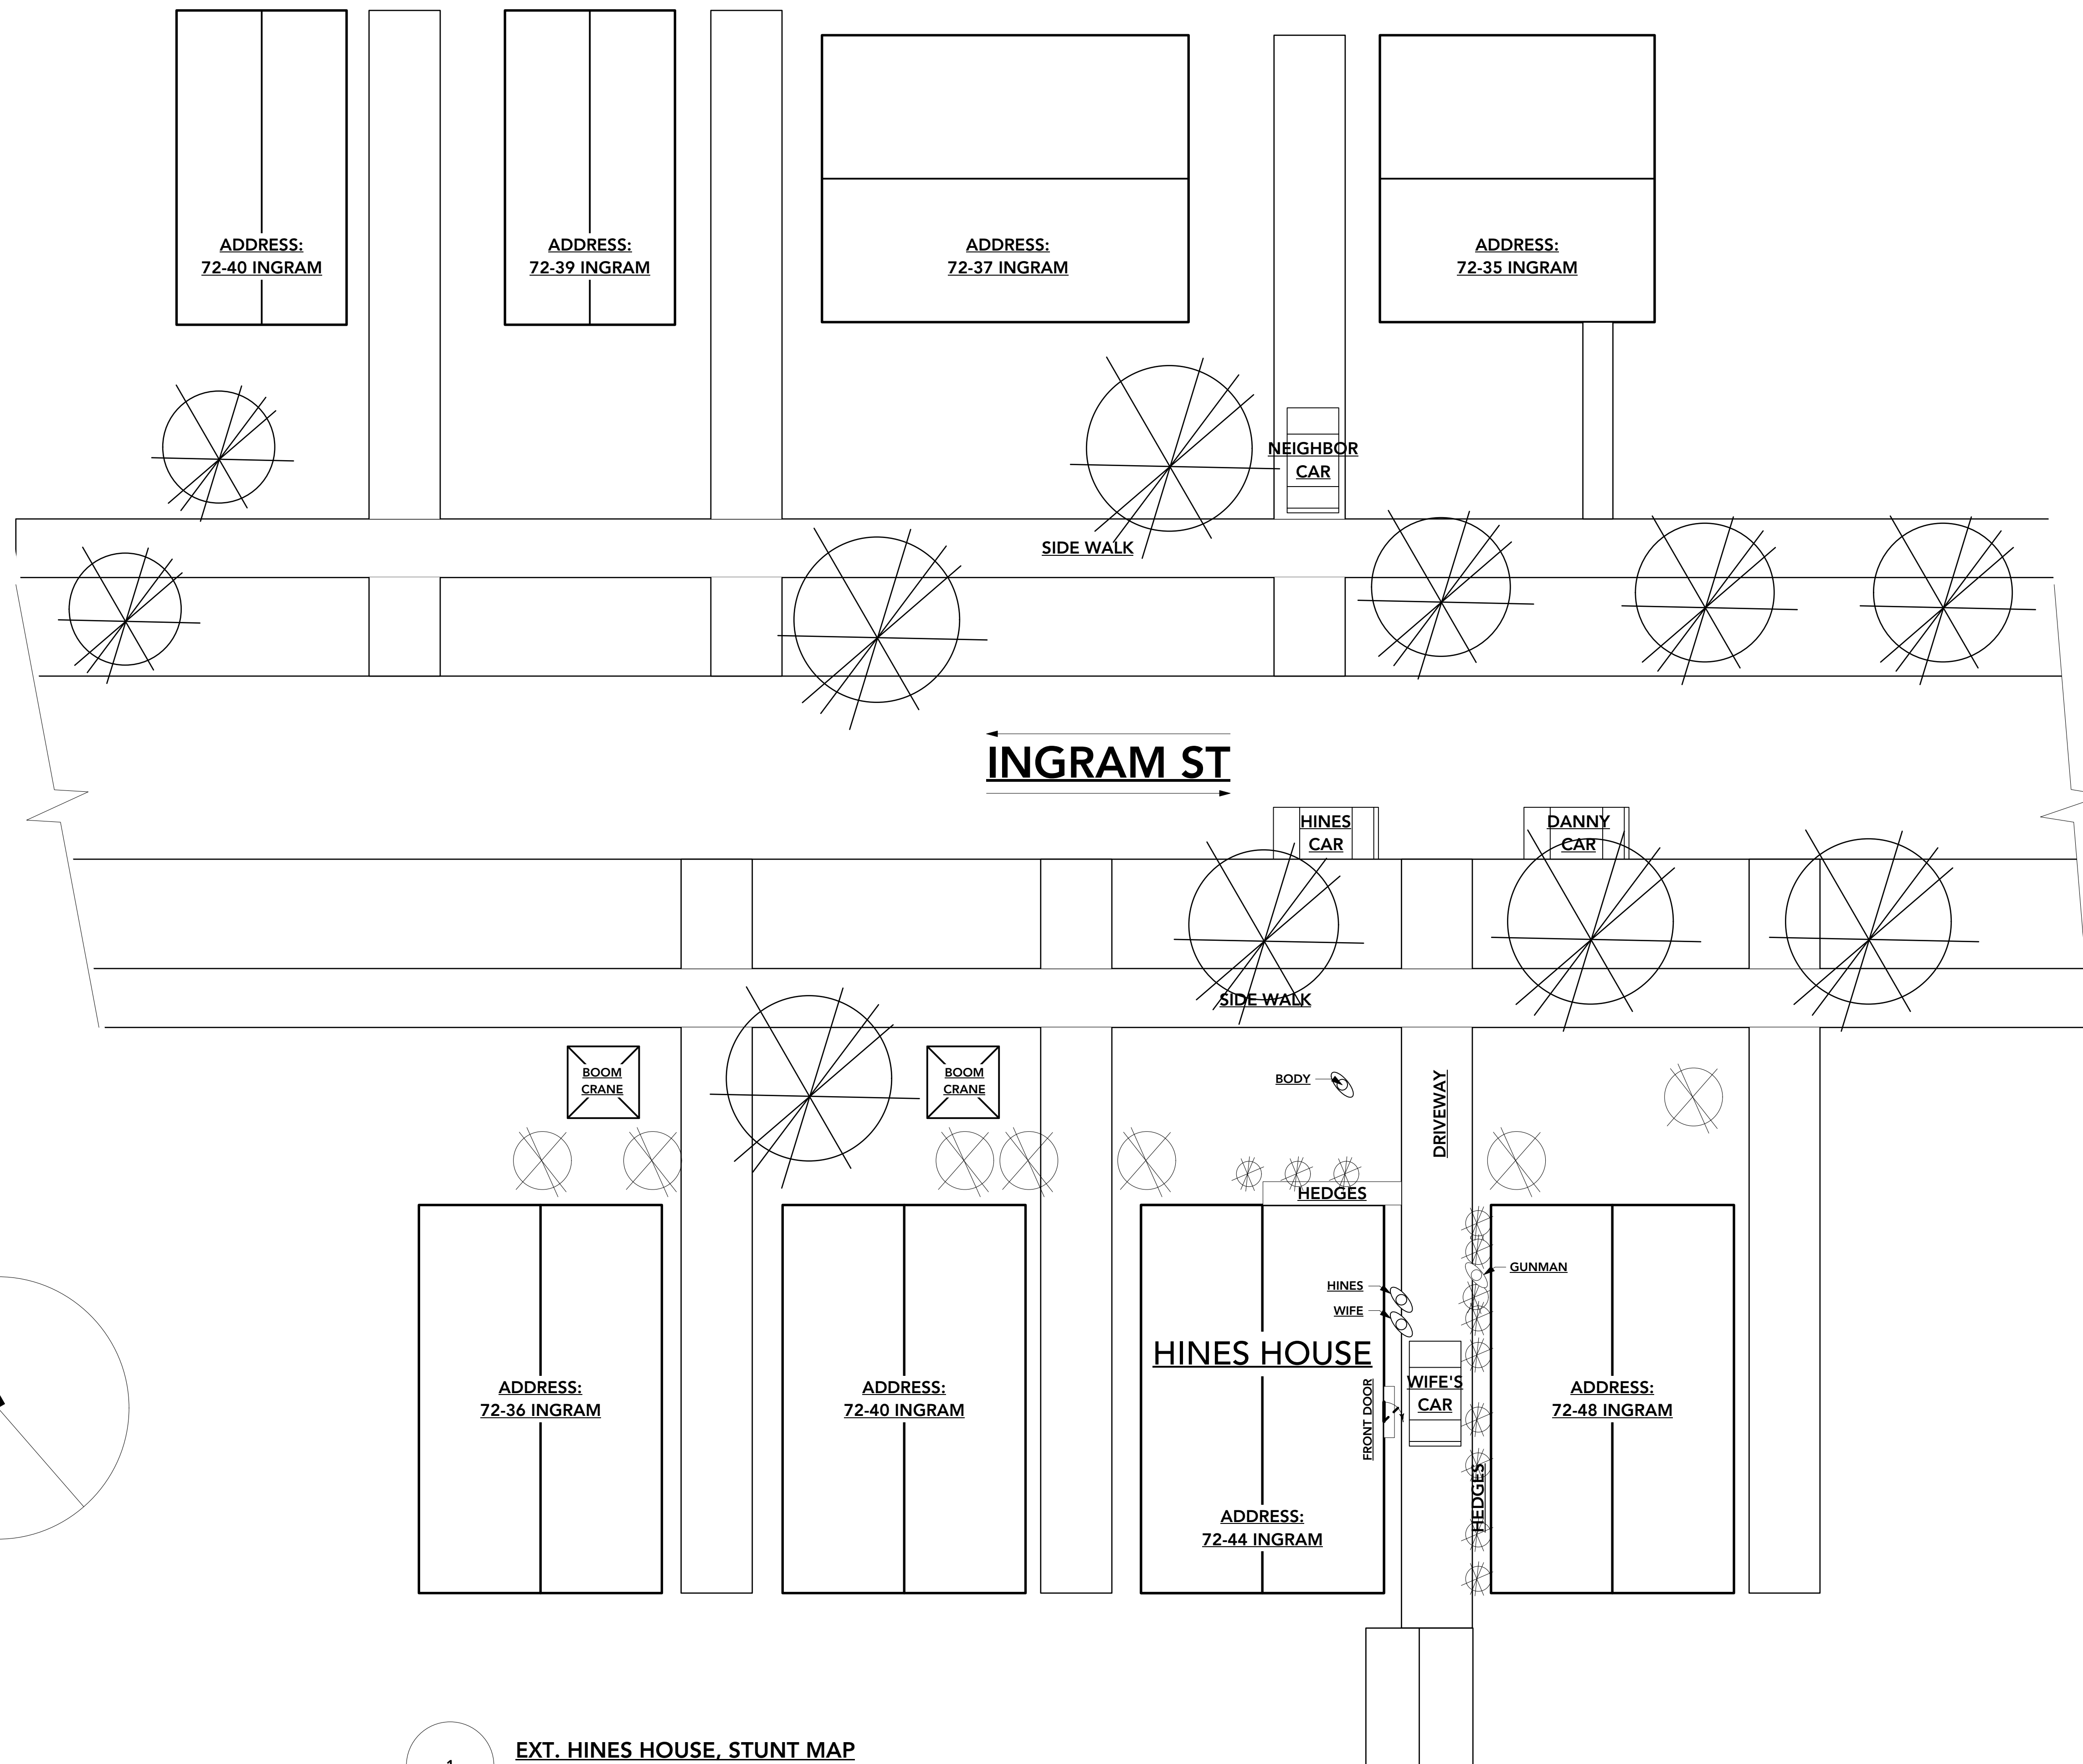 ADDRESS:
72-40 INGRAM
ADDRESS:
72-39 INGRAM
ADDRESS:
72-37 INGRAM
ADDRESS:
72-35 INGRAM
NEIGHBOR
CAR
SIDE WALK
INGRAM ST
HINES
CAR
DANNY
CAR
SIDE WALK
BOOM
CRANE
BOOM
CRANE
BODY
DRIVEWAY
HEDGES
GUNMAN
HINES
WIFE
HINES HOUSE
WIFE'S
CAR
FRONT DOOR
ADDRESS:
72-36 INGRAM
ADDRESS:
72-40 INGRAM
ADDRESS:
72-48 INGRAM
HEDGES
ADDRESS:
72-44 INGRAM
EXT. HINES HOUSE, STUNT MAP